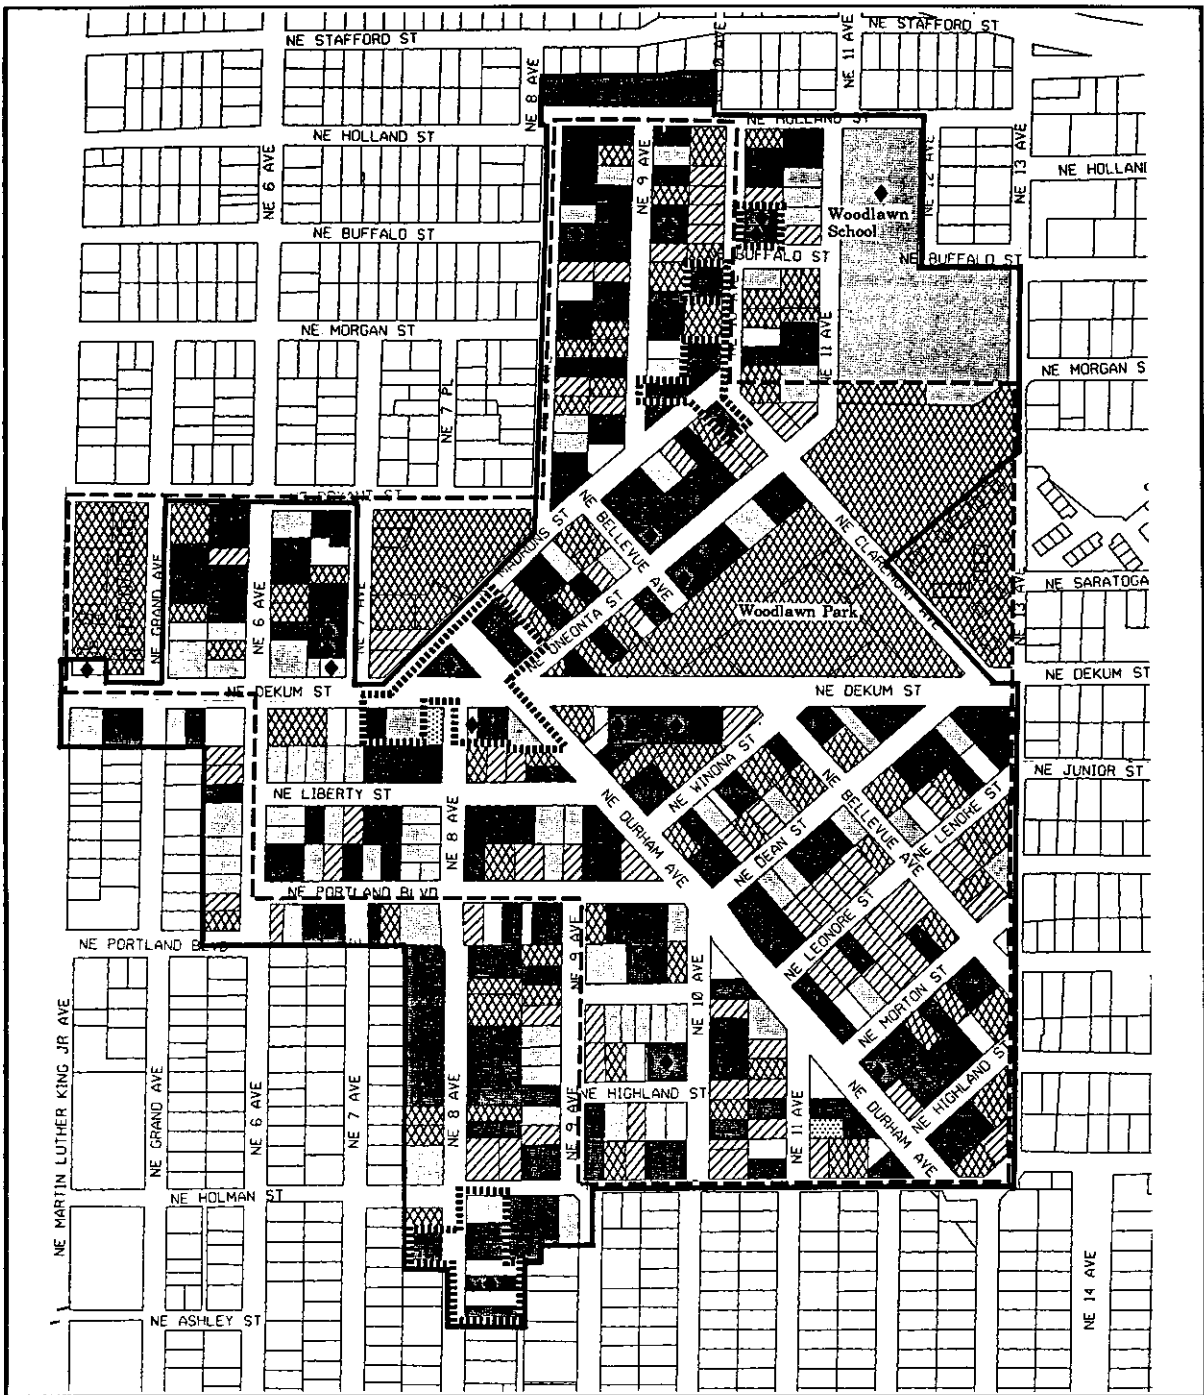 NE STAFFORD ST
NE STAFFORD ST
NE 8 AVE
NE 11 AVE
NE HOLLAND ST
NE HOLLAND ST
NE HOLLAN
NE 6 AVE
NE 9 AVE
NE 12 AVE
NE 13 AVE
Woodlawn
School
NE BUFFALO ST
BUFFALO ST
NE BUFFALO ST
NE MORGAN ST
NE 11 AVE
NE MORGAN S
NE 7 PL
NE BELLEVUE AVE
NE CLAREMONT AVE
NE GRAND AVE
NE 6 AVE
NE 7 AVE
NE ONEONTA ST
Woodlawn Park
NE SARATOGA
NE 13 AVE
NE DEKUM ST
NE DEKUM ST
NE DEKUM ST
NE WINONA ST
NE JUNIOR ST
NE LIBERTY ST
NE 8 AVE
NE DURHAM AVE
NE DEAN ST
NE BELLEVUE AVE
NE LENORE ST
NE PORTLAND BLVD
NE PORTLAND BLVD
NE 9 AVE
NE LEONORE ST
NE MORTON ST
NE 10 AVE
NE MARTIN LUTHER KING JR AVE
NE GRAND AVE
NE 6 AVE
NE 7 AVE
NE 8 AVE
NE 9 AVE
NE HIGHLAND ST
NE 11 AVE
NE DURHAM AVE
NE HIGHLAND ST
NE HOLMAN ST
NE 14 AVE
NE ASHLEY ST